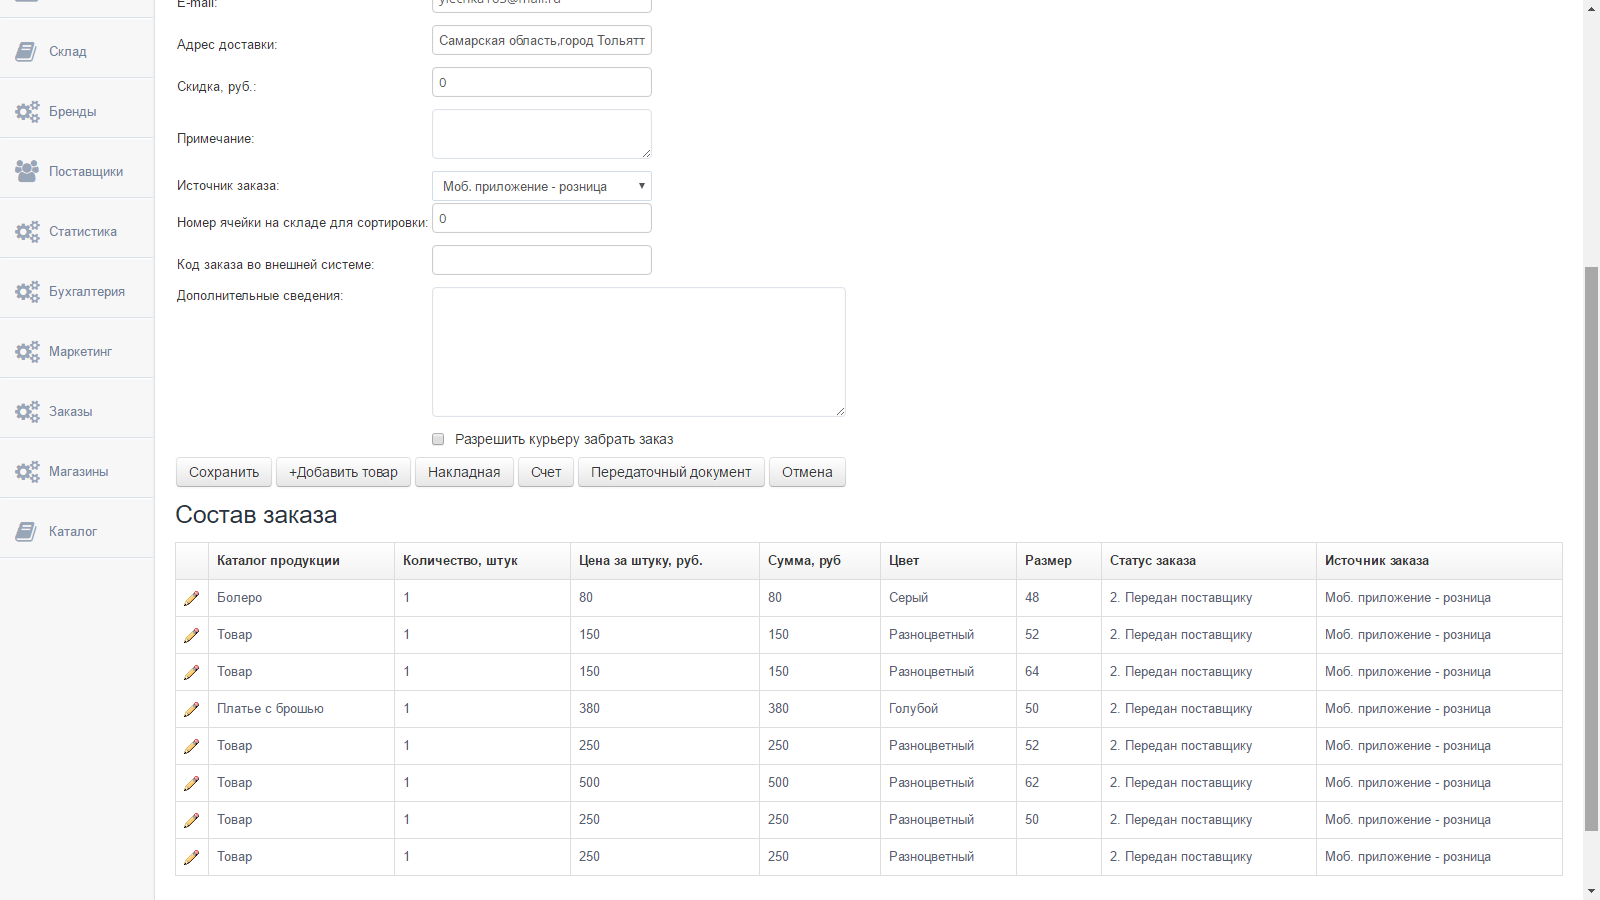 E-mail:
Склад
Адрес доставки:
Самарская область,город Тольятт
Скидка, руб.:
0
Бренды
Примечание:
Поставщики
Источник заказа:
Моб. приложение - розница
Номер ячейки на складе для сортировки:
0
Статистика
Код заказа во внешней системе:
Бухгалтерия
Дополнительные сведения:
Маркетинг
Заказы
Разрешить курьеру забрать заказ
Магазины
Сохранить +Добавить товар Накладная Счет Передаточный документ Отмена
Каталог
Состав заказа
Каталог продукции Количество, штук Цена за штуку, руб. Сумма, руб Цвет Размер Статус заказа Источник заказа
Болеро 1 80 80 Серый 48 2. Передан поставщику Моб. приложение - розница
Товар 1 150 150 Разноцветный 52 2. Передан поставщику Моб. приложение - розница
Товар 1 150 150 Разноцветный 64 2. Передан поставщику Моб. приложение - розница
Платье с брошью 1 380 380 Голубой 50 2. Передан поставщику Моб. приложение - розница
Товар 1 250 250 Разноцветный 52 2. Передан поставщику Моб. приложение - розница
Товар 1 500 500 Разноцветный 62 2. Передан поставщику Моб. приложение - розница
Товар 1 250 250 Разноцветный 50 2. Передан поставщику Моб. приложение - розница
Товар 1 250 250 Разноцветный 2. Передан поставщику Моб. приложение - розница